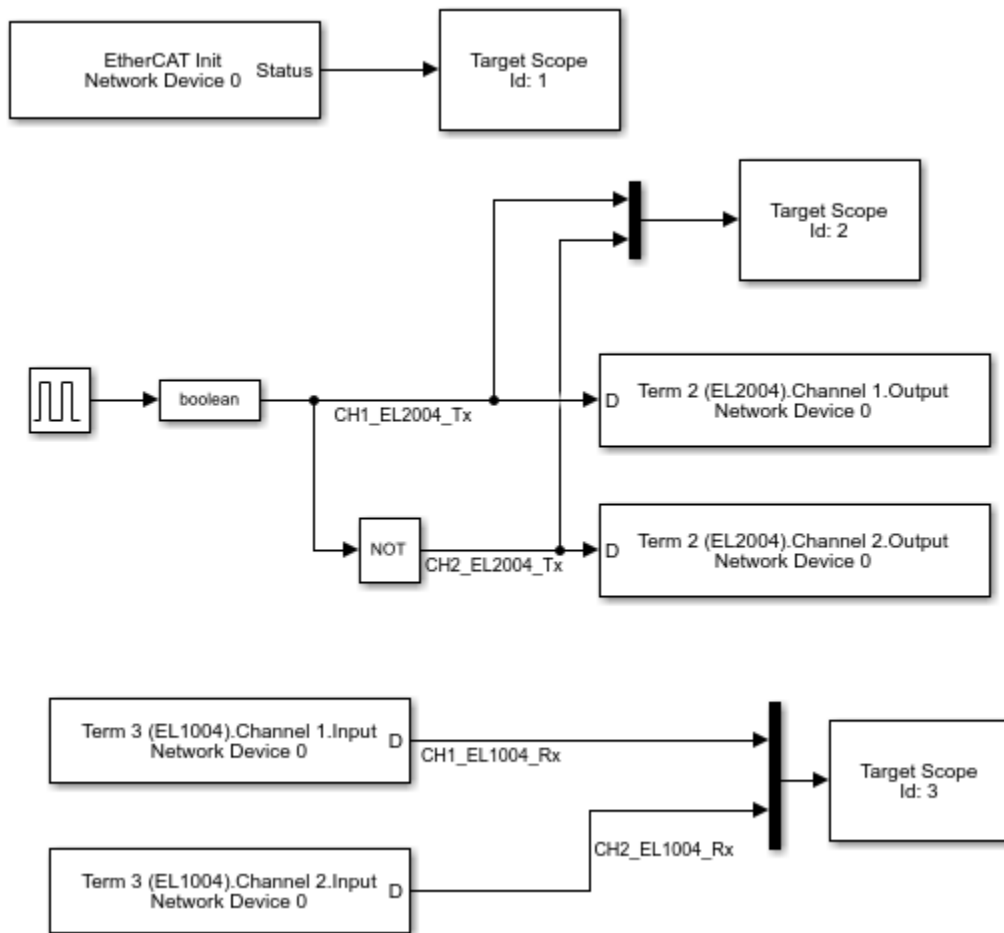 EtherCAT Init
Network Device 0
Status
Target Scope
Id: 1
Target Scope
Id: 2
boolean
CH1_EL2004_Tx
D
Term 2 (EL2004).Channel 1.Output
Network Device 0
NOT
CH2_EL2004_Tx
D
Term 2 (EL2004).Channel 2.Output
Network Device 0
Term 3 (EL1004).Channel 1.Input
Network Device 0
D
CH1_EL1004_Rx
Target Scope
Id: 3
Term 3 (EL1004).Channel 2.Input
Network Device 0
D
CH2_EL1004_Rx